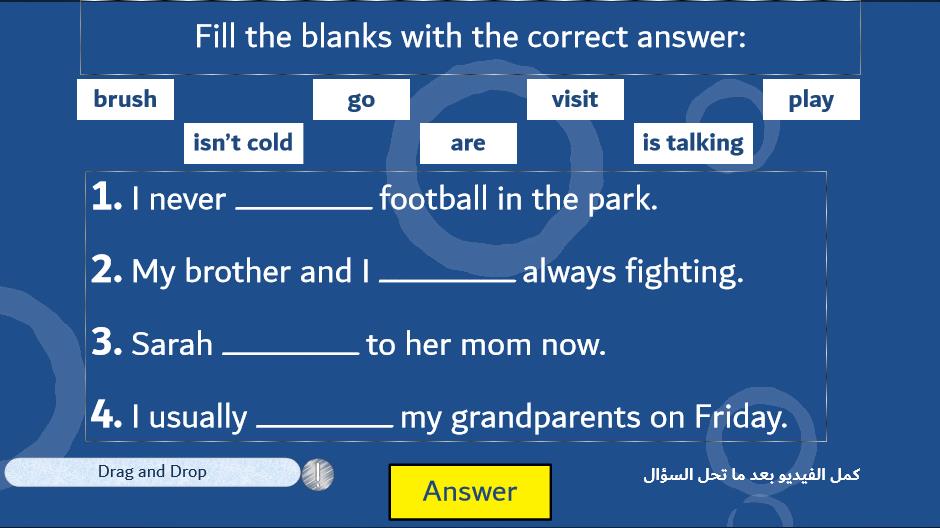 Fill the blanks with the correct answer:
brush go visit play
isn't cold are is talking
1. I never ________ football in the park.
2. My brother and I ________ always fighting.
3. Sarah ________ to her mom now.
4. I usually ________ my grandparents on Friday.
Drag and Drop
Answer
كمل الفيديو بعد ما تحل السؤال